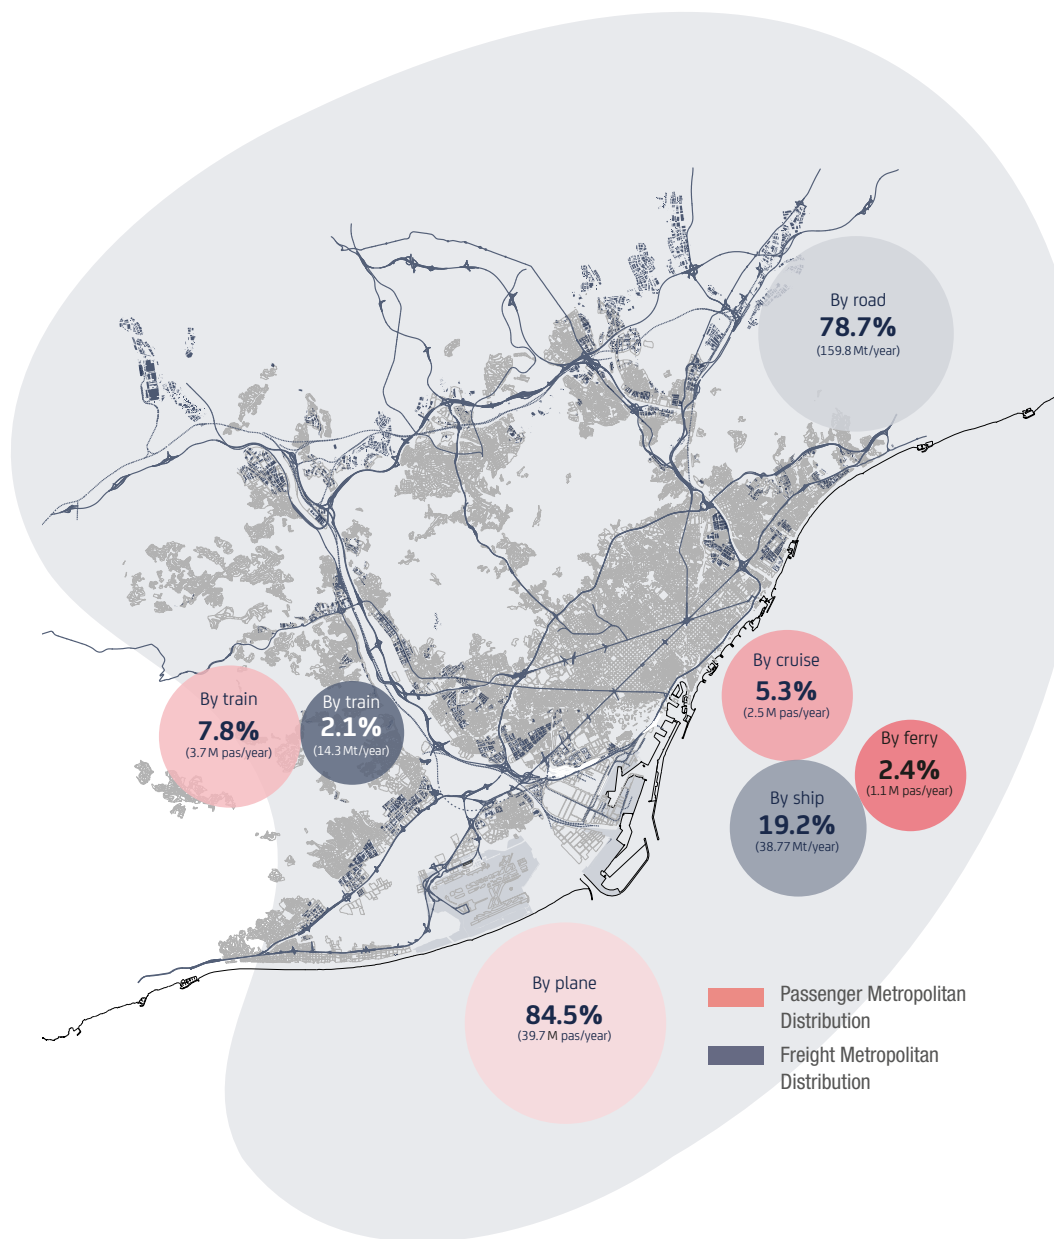 By road
78.7%
(159.8 Mt/year)
By cruise
5.3%
(2.5 M pas/year)
By train
7.8%
(3.7 M pas/year)
By train
2.1%
(14.3 Mt/year)
By ferry
2.4%
(1.1 M pas/year)
By ship
19.2%
(38.77 Mt/year)
By plane
84.5%
(39.7 M pas/year)
Passenger Metropolitan
Distribution
Freight Metropolitan
Distribution